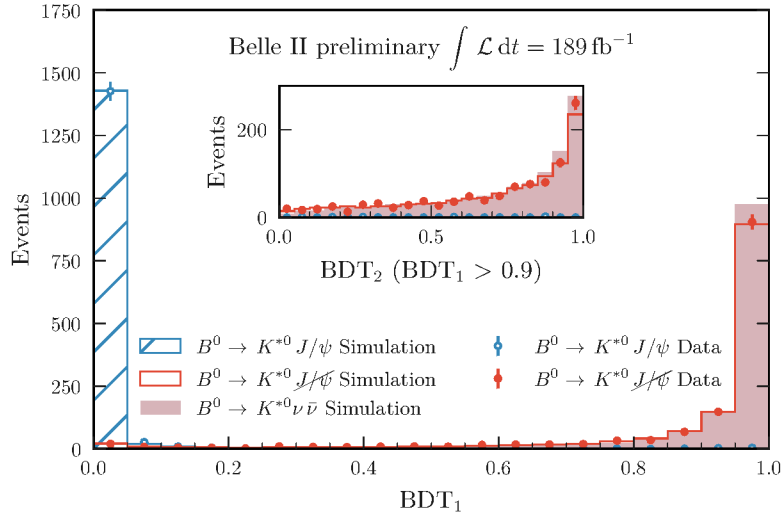 Belle II preliminary ∫ ℒ dt = 189 fb⁻¹
Events
1750
1500
1250
1000
750
500
250
0
Events
200
0
0.0 0.5 1.0
BDT₂ (BDT₁ > 0.9)
B⁰ → K*⁰ J/ψ Simulation
B⁰ → K*⁰ J̸/̸ψ̸ Simulation
B⁰ → K*⁰ν ν̄ Simulation
B⁰ → K*⁰ J/ψ Data
B⁰ → K*⁰ J̸/̸ψ̸ Data
0.0 0.2 0.4 0.6 0.8 1.0
BDT₁